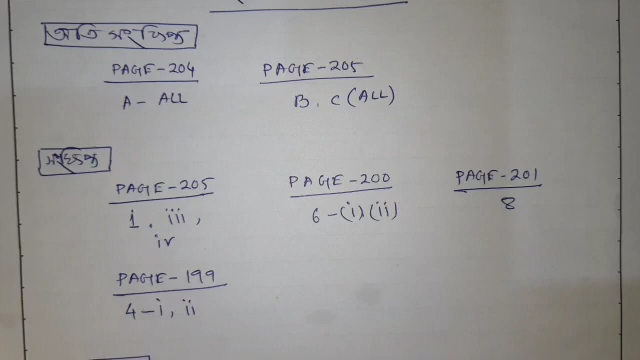 অতি সংক্ষিপ্ত
PAGE-204 PAGE-205
A- ALL B, C (ALL)
সংক্ষিপ্ত
PAGE-205 PAGE-200 PAGE-201
1. iii, 6-(i)(ii) 8
iv
PAGE-199
4-i, ii